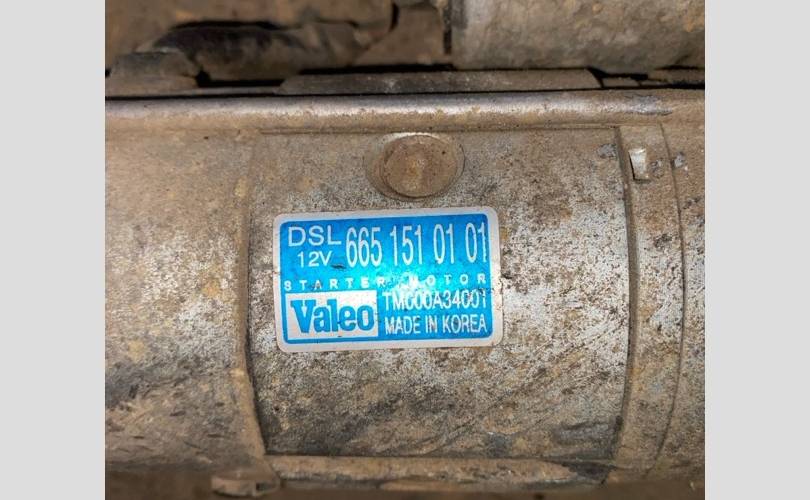 DSL 665 151 01 01
12V
STARTER MOTOR
Valeo TM000A34001
MADE IN KOREA